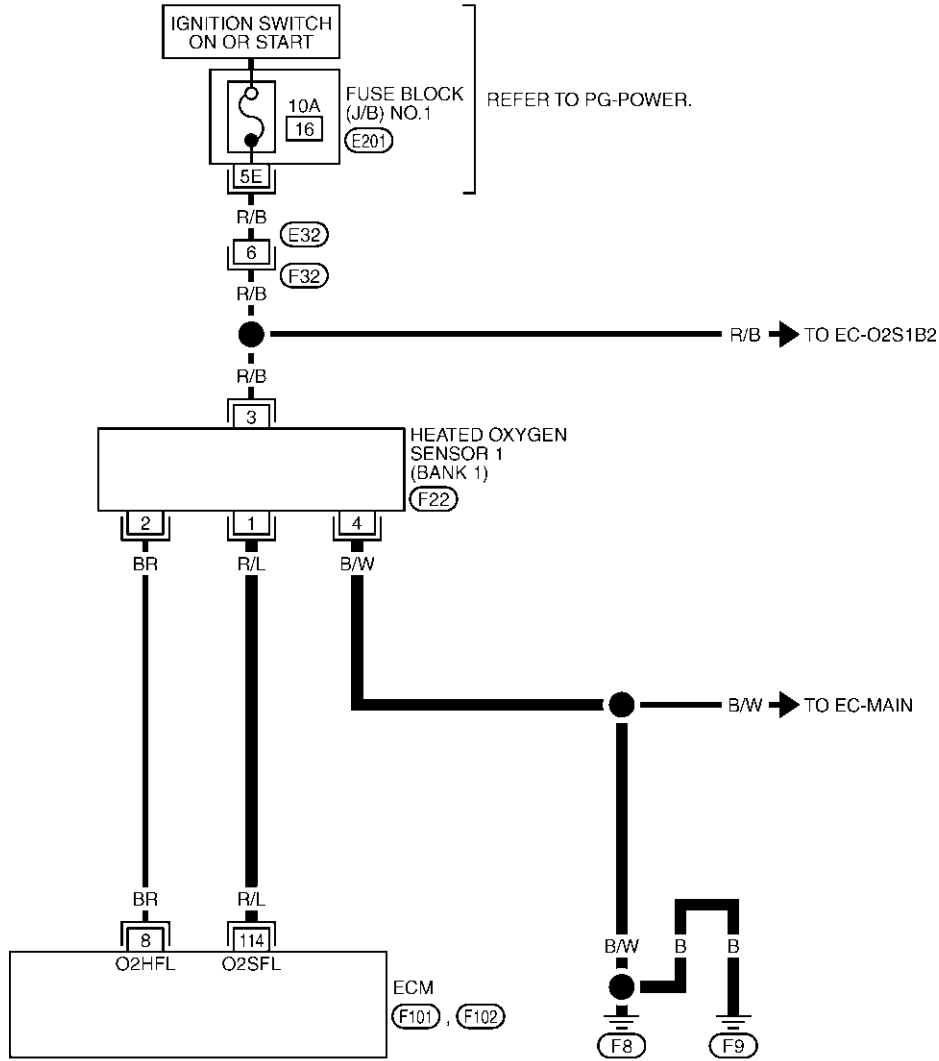 IGNITION SWITCH
ON OR START
10A
16
FUSE BLOCK
(J/B) NO.1
E201
REFER TO PG-POWER.
5E
R/B
E32
6
F32
R/B
R/B
TO EC-O2S1B2
R/B
3
HEATED OXYGEN
SENSOR 1
(BANK 1)
F22
2
1
4
BR
R/L
B/W
B/W
TO EC-MAIN
BR
R/L
8
114
O2HFL
O2SFL
ECM
F101 , F102
B/W
B
B
F8
F9